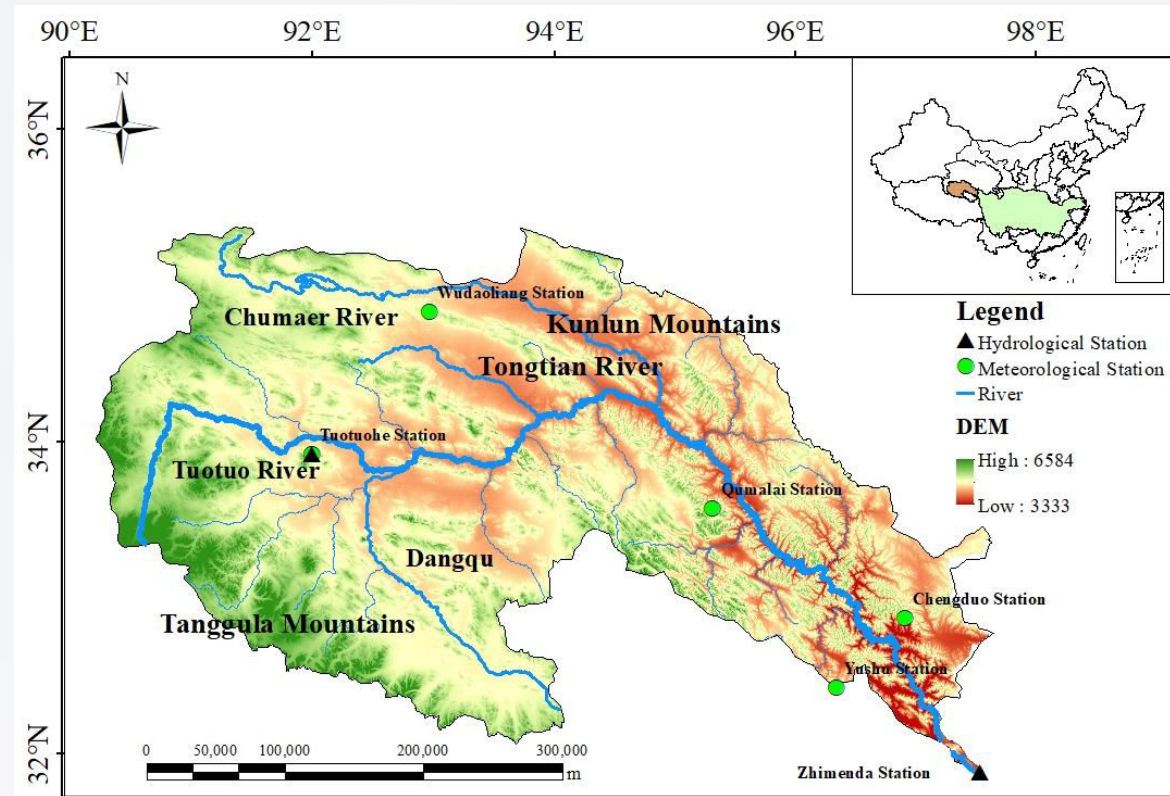 90°E 92°E 94°E 96°E 98°E
N
36°N
34°N
32°N
Wudaoliang Station
Chumaer River
Kunlun Mountains
Tongtian River
Tuotuohe Station
Tuotuo River
Qumalai Station
Dangqu
Chengduo Station
Tanggula Mountains
Yushu Station
Zhimenda Station
0 50,000 100,000 200,000 300,000
m
Legend
Hydrological Station
Meteorological Station
River
DEM
High : 6584
Low : 3333